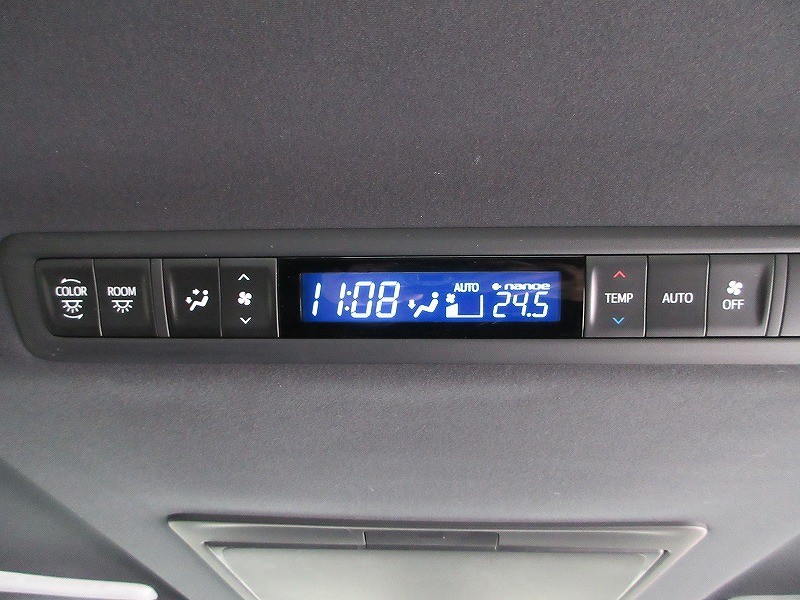 COLOR
ROOM
11:08
AUTO
nanoe
24.5
TEMP
AUTO
OFF